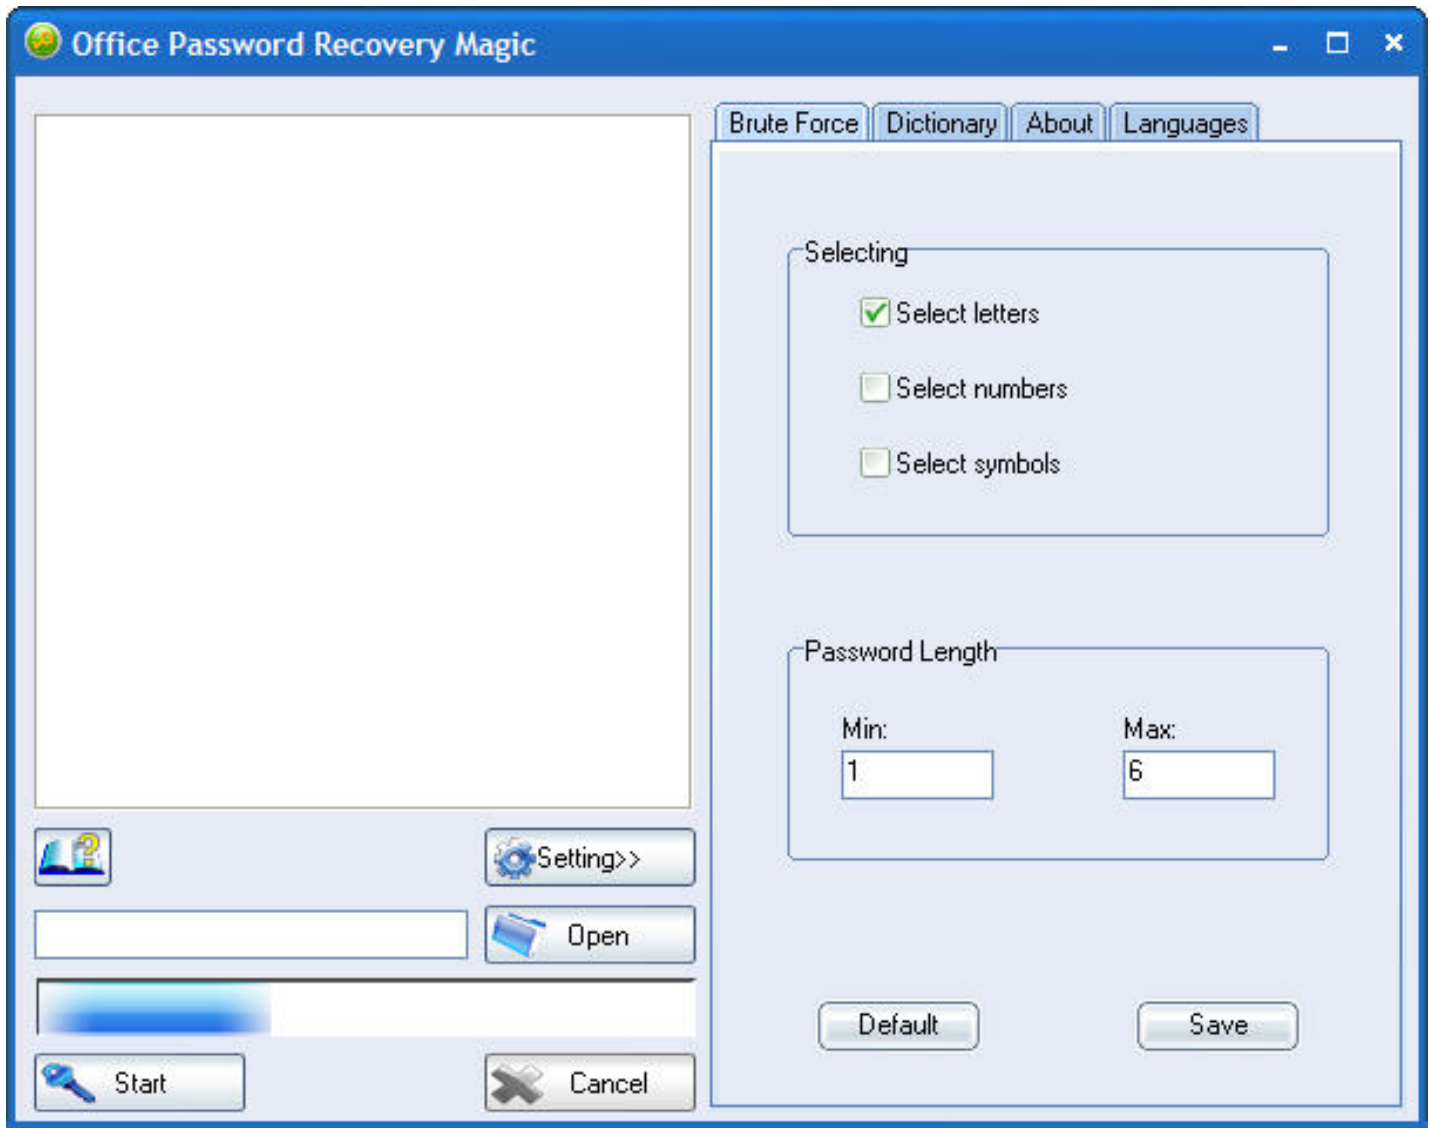 Office Password Recovery Magic
Brute Force Dictionary About Languages
Selecting
Select letters
Select numbers
Select symbols
Password Length
Min: Max:
1 6
Setting>>
Open
Default Save
Start Cancel